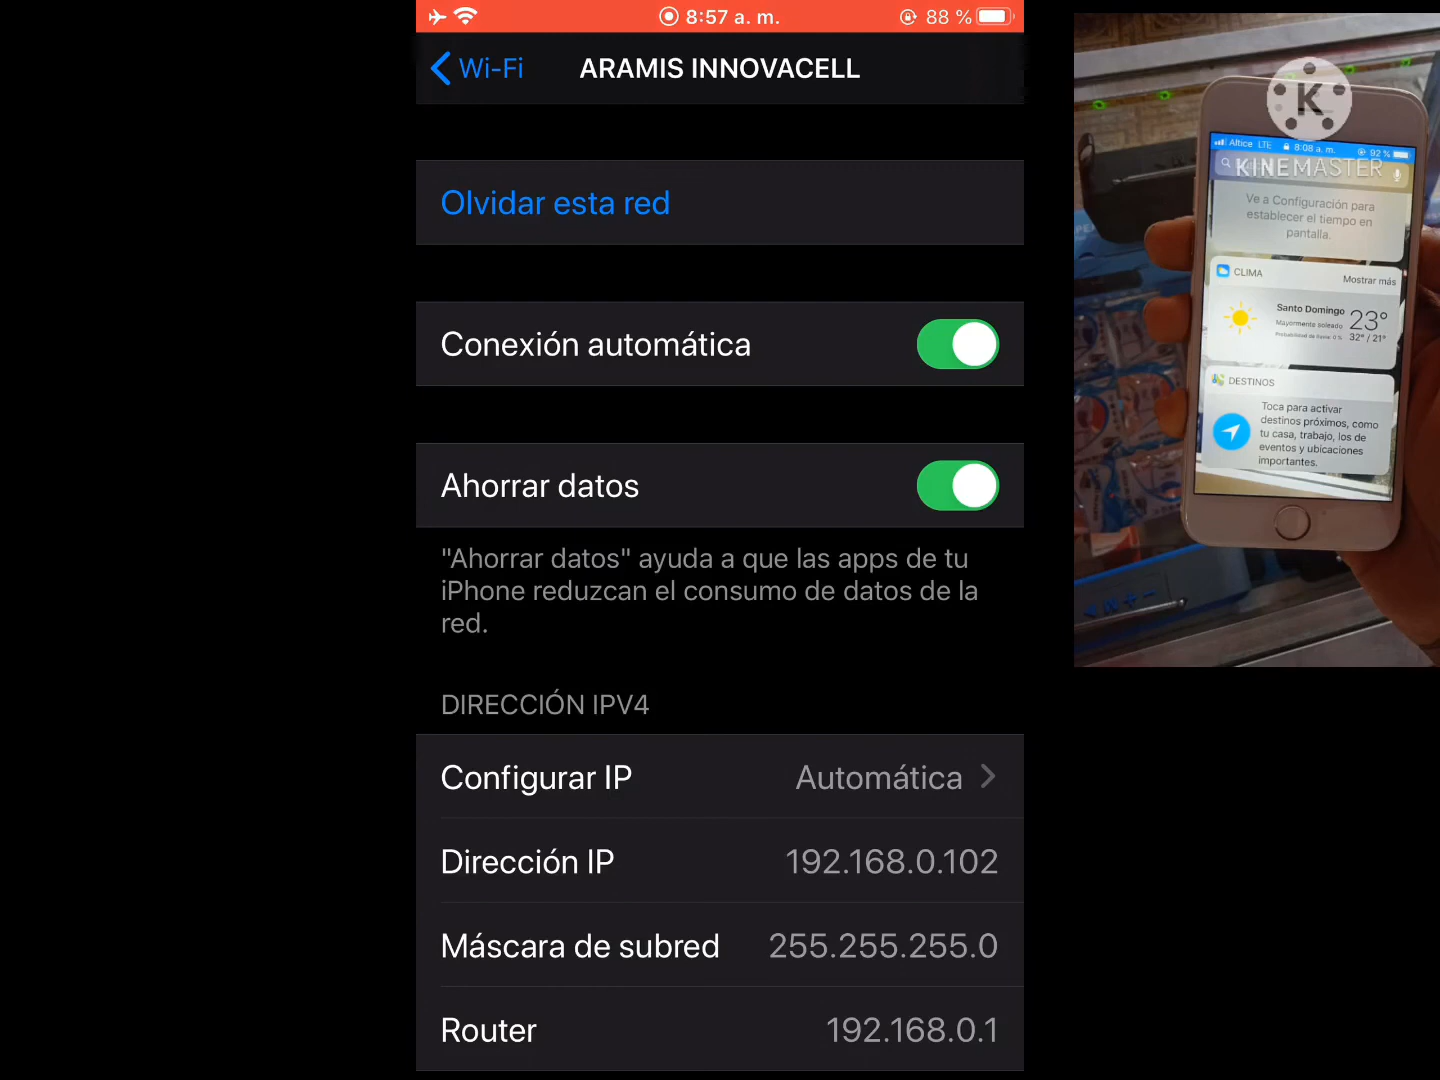 8:57 a. m.
88 %
Wi-Fi
ARAMIS INNOVACELL
Olvidar esta red
Conexión automática
Ahorrar datos
"Ahorrar datos" ayuda a que las apps de tu
iPhone reduzcan el consumo de datos de la
red.
DIRECCIÓN IPV4
Configurar IP
Automática
Dirección IP
192.168.0.102
Máscara de subred
255.255.255.0
Router
192.168.0.1
K
KINEMASTER
Altice LTE
8:08 a. m.
92 %
Ve a Configuración para
establecer el tiempo en
pantalla.
CLIMA
Mostrar más
Santo Domingo
23°
Mayormente soleado
Probabilidad de lluvia: 0 %
32° / 21°
DESTINOS
Toca para activar
destinos próximos, como
tu casa, trabajo, los de
eventos y ubicaciones
importantes.